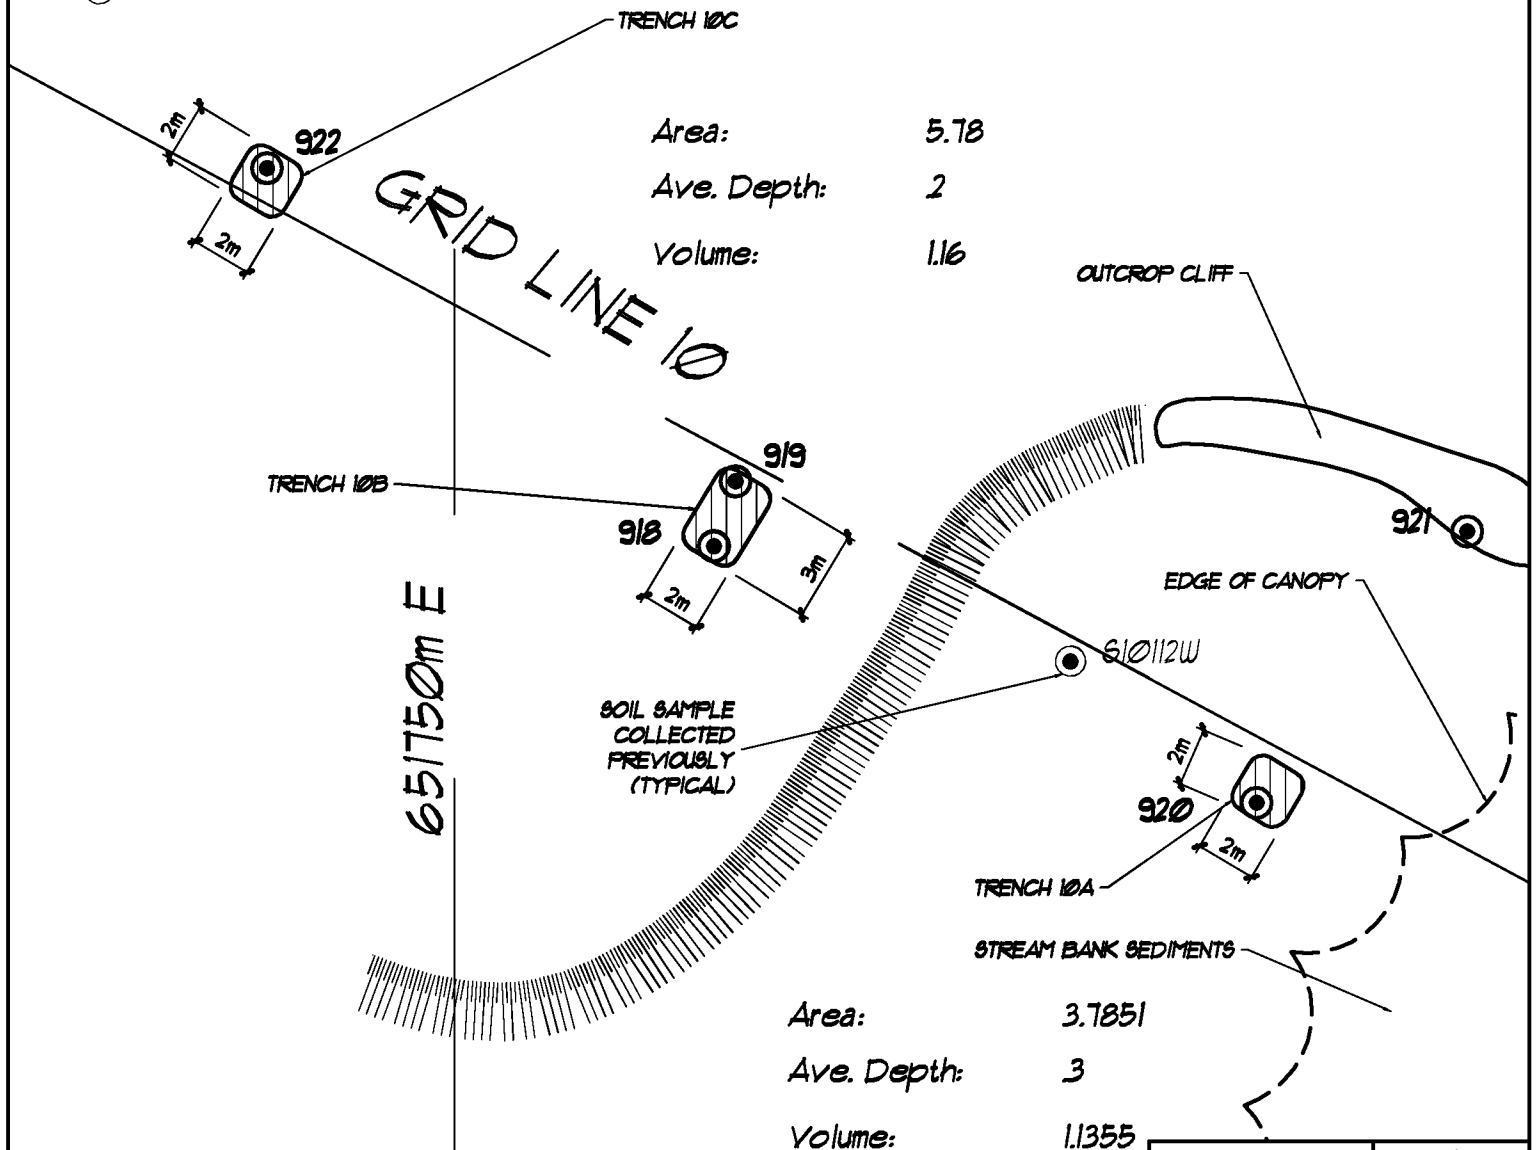 TRENCH 10C
2m
922
2m
Area: 5.78
Ave. Depth: 2
Volume: 1.16
GRID LINE 10
OUTCROP CLIFF
TRENCH 10B
919
918
3m
2m
921
EDGE OF CANOPY
651750m E
S10112W
SOIL SAMPLE
COLLECTED
PREVIOUSLY
(TYPICAL)
2m
920
2m
TRENCH 10A
STREAM BANK SEDIMENTS
Area: 3.7851
Ave. Depth: 3
Volume: 1.1355